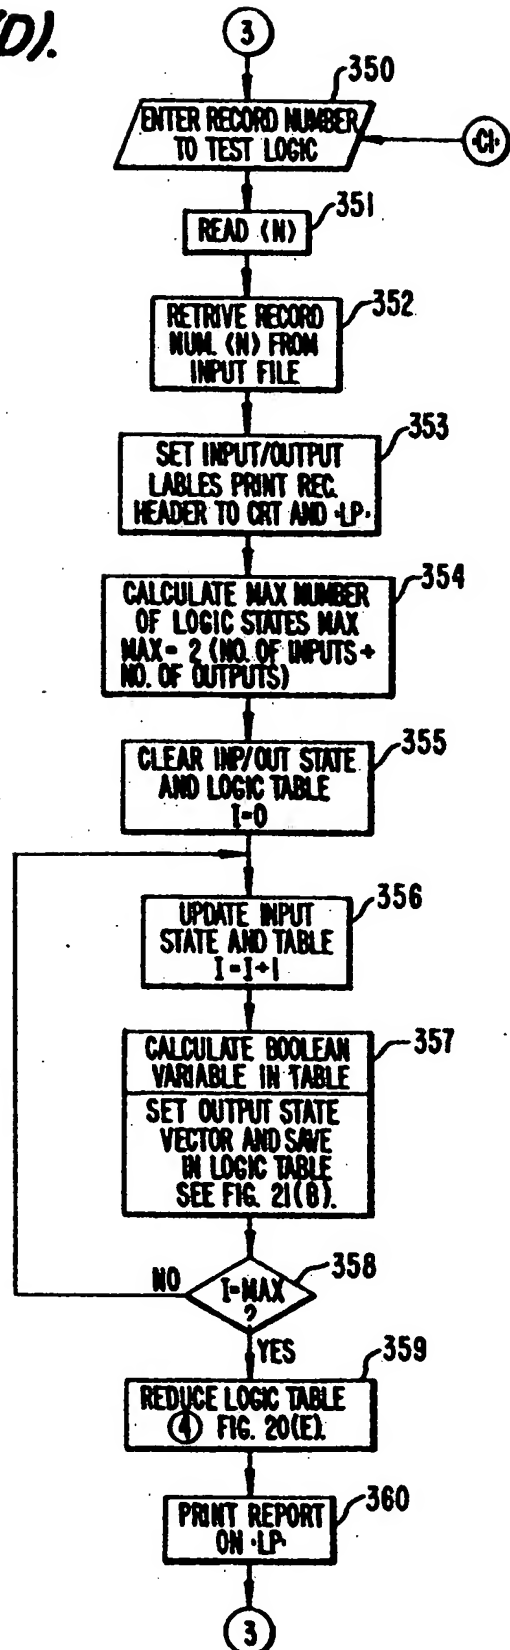 (D).
3
350
ENTER RECORD NUMBER
TO TEST LOGIC
·CI·
351
READ (N)
352
RETRIVE RECORD
NUM. (N) FROM
INPUT FILE
353
SET INPUT/OUTPUT
LABLES PRINT REC.
HEADER TO CRT AND ·LP·
354
CALCULATE MAX NUMBER
OF LOGIC STATES MAX
MAX = 2 (NO. OF INPUTS +
NO. OF OUTPUTS)
355
CLEAR INP/OUT STATE
AND LOGIC TABLE
I=0
356
UPDATE INPUT
STATE AND TABLE
I=I+1
357
CALCULATE BOOLEAN
VARIABLE IN TABLE
SET OUTPUT STATE
VECTOR AND SAVE
IN LOGIC TABLE
SEE FIG. 21(B).
358
NO
I=MAX
?
YES
359
REDUCE LOGIC TABLE
4 FIG. 20(E).
360
PRINT REPORT
ON ·LP·
3